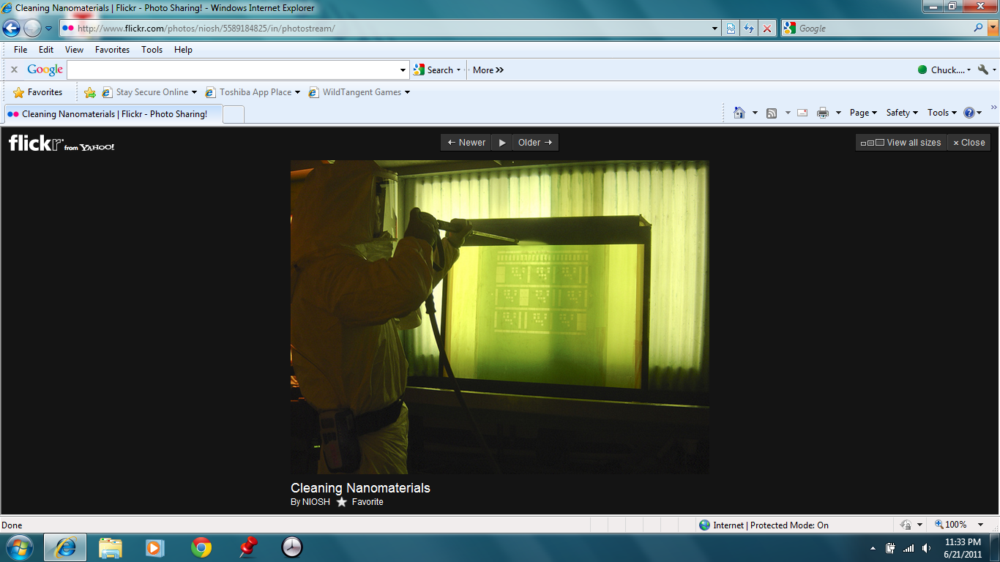 Cleaning Nanomaterials | Flickr - Photo Sharing! - Windows Internet Explorer
http://www.flickr.com/photos/niosh/5589184825/in/photostream/
Google
File Edit View Favorites Tools Help
x Google Search More » Chuck....
Favorites Stay Secure Online Toshiba App Place WildTangent Games
Cleaning Nanomaterials | Flickr - Photo Sharing! Page Safety Tools
flickr from YAHOO! ← Newer Older → View all sizes × Close
Cleaning Nanomaterials
By NIOSH Favorite
Done Internet | Protected Mode: On 100%
11:33 PM
6/21/2011